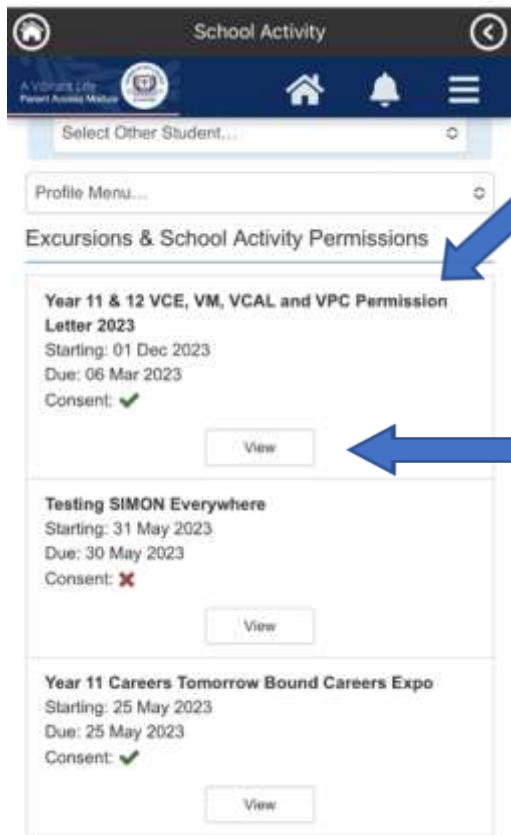 School Activity
A Vibrant Life
Parent Access Module
Select Other Student...
Profile Menu...
Excursions & School Activity Permissions
Year 11 & 12 VCE, VM, VCAL and VPC Permission
Letter 2023
Starting: 01 Dec 2023
Due: 06 Mar 2023
Consent:
View
Testing SIMON Everywhere
Starting: 31 May 2023
Due: 30 May 2023
Consent:
View
Year 11 Careers Tomorrow Bound Careers Expo
Starting: 25 May 2023
Due: 25 May 2023
Consent:
View